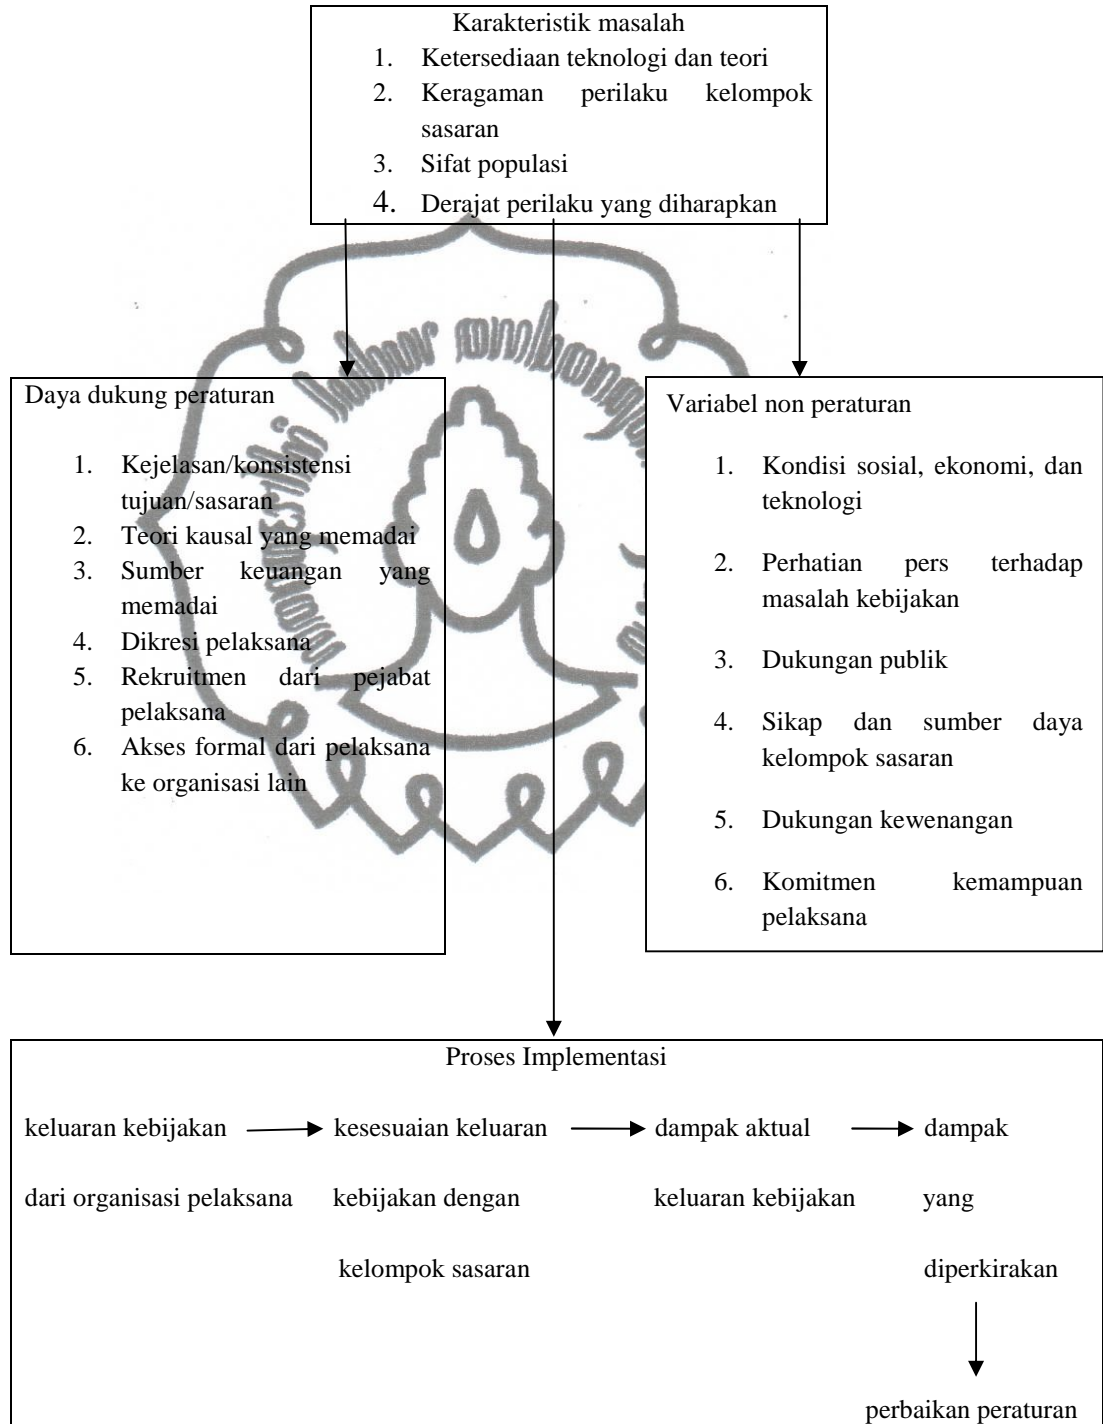 Karakteristik masalah
1. Ketersediaan teknologi dan teori
2. Keragaman perilaku kelompok
sasaran
3. Sifat populasi
4. Derajat perilaku yang diharapkan
Daya dukung peraturan
1. Kejelasan/konsistensi
tujuan/sasaran
2. Teori kausal yang memadai
3. Sumber keuangan yang
memadai
4. Dikresi pelaksana
5. Rekruitmen dari pejabat
pelaksana
6. Akses formal dari pelaksana
ke organisasi lain
Variabel non peraturan
1. Kondisi sosial, ekonomi, dan
teknologi
2. Perhatian pers terhadap
masalah kebijakan
3. Dukungan publik
4. Sikap dan sumber daya
kelompok sasaran
5. Dukungan kewenangan
6. Komitmen kemampuan
pelaksana
Proses Implementasi
keluaran kebijakan
dari organisasi pelaksana
kesesuaian keluaran
kebijakan dengan
kelompok sasaran
dampak aktual
keluaran kebijakan
dampak
yang
diperkirakan
perbaikan peraturan